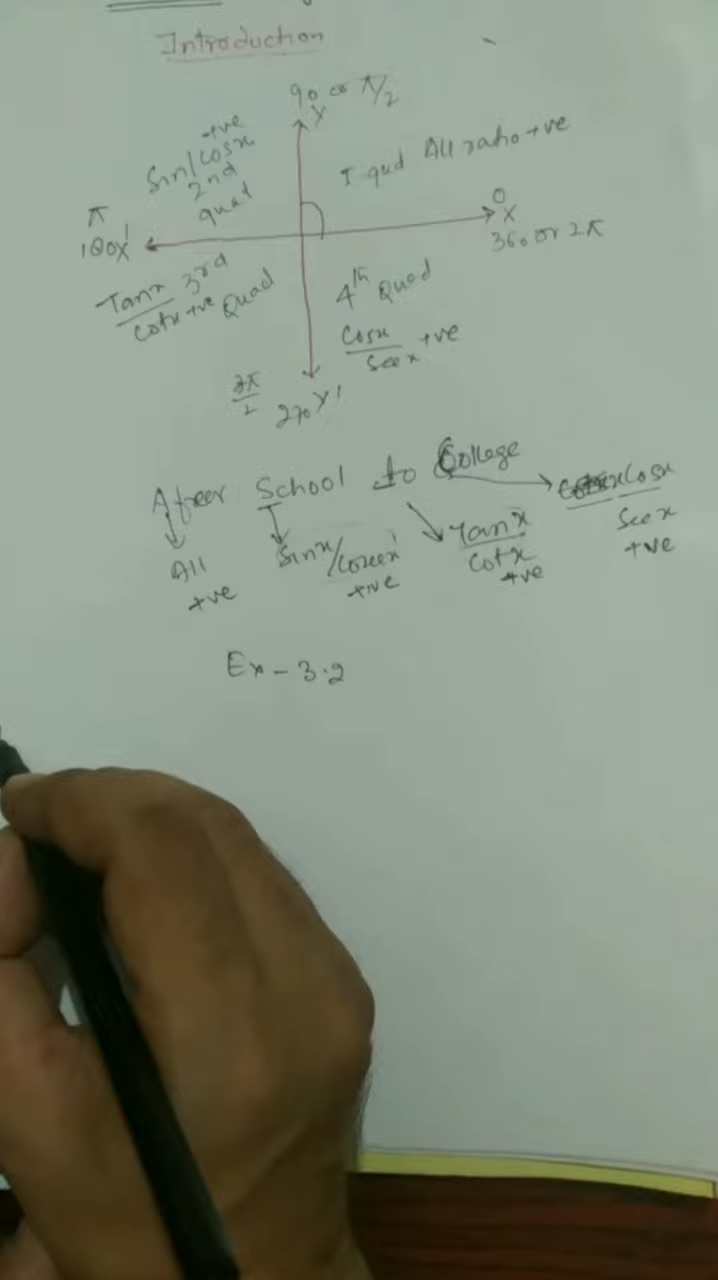 Introduction
90 or π/2
Y
+ve
Sin/Cosx
2nd
quad
I quad All ratio +ve
π
180 X'
0
X
360 or 2π
Tanx 3rd
Cotx +ve Quad
4th Quad
Cosx
Secx +ve
3π
2
270 Y'
After School to College
All
+ve
Sinx/Cosecx
+ve
Tanx
Cotx
+ve
Cosx
Secx
+ve
Ex - 3.2